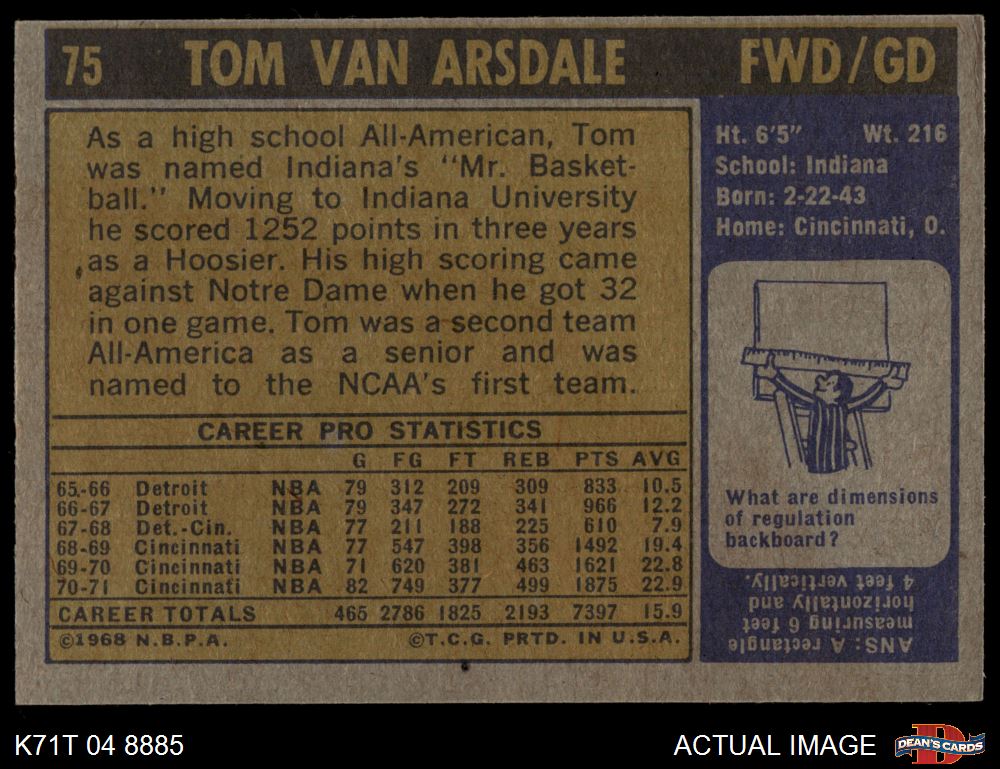 75 TOM VAN ARSDALE FWD/GD
As a high school All-American, Tom
was named Indiana's "Mr. Basket-
ball." Moving to Indiana University
he scored 1252 points in three years
as a Hoosier. His high scoring came
against Notre Dame when he got 32
in one game. Tom was a second team
All-America as a senior and was
named to the NCAA's first team.
CAREER PRO STATISTICS
G FG FT REB PTS AVG
65-66 Detroit NBA 79 312 209 309 833 10.5
66-67 Detroit NBA 79 347 272 341 966 12.2
67-68 Det.-Cin. NBA 77 211 188 225 610 7.9
68-69 Cincinnati NBA 77 547 398 356 1492 19.4
69-70 Cincinnati NBA 71 620 381 463 1621 22.8
70-71 Cincinnati NBA 82 749 377 499 1875 22.9
CAREER TOTALS 465 2786 1825 2193 7397 15.9
©1968 N.B.P.A. ©T.C.G. PRTD. IN U.S.A.
Ht. 6'5" Wt. 216
School: Indiana
Born: 2-22-43
Home: Cincinnati, O.
What are dimensions
of regulation
backboard?
ANS: A rectangle
measuring 6 feet
horizontally and
4 feet vertically.
K71T 04 8885
ACTUAL IMAGE
D
DEAN'S CARDS